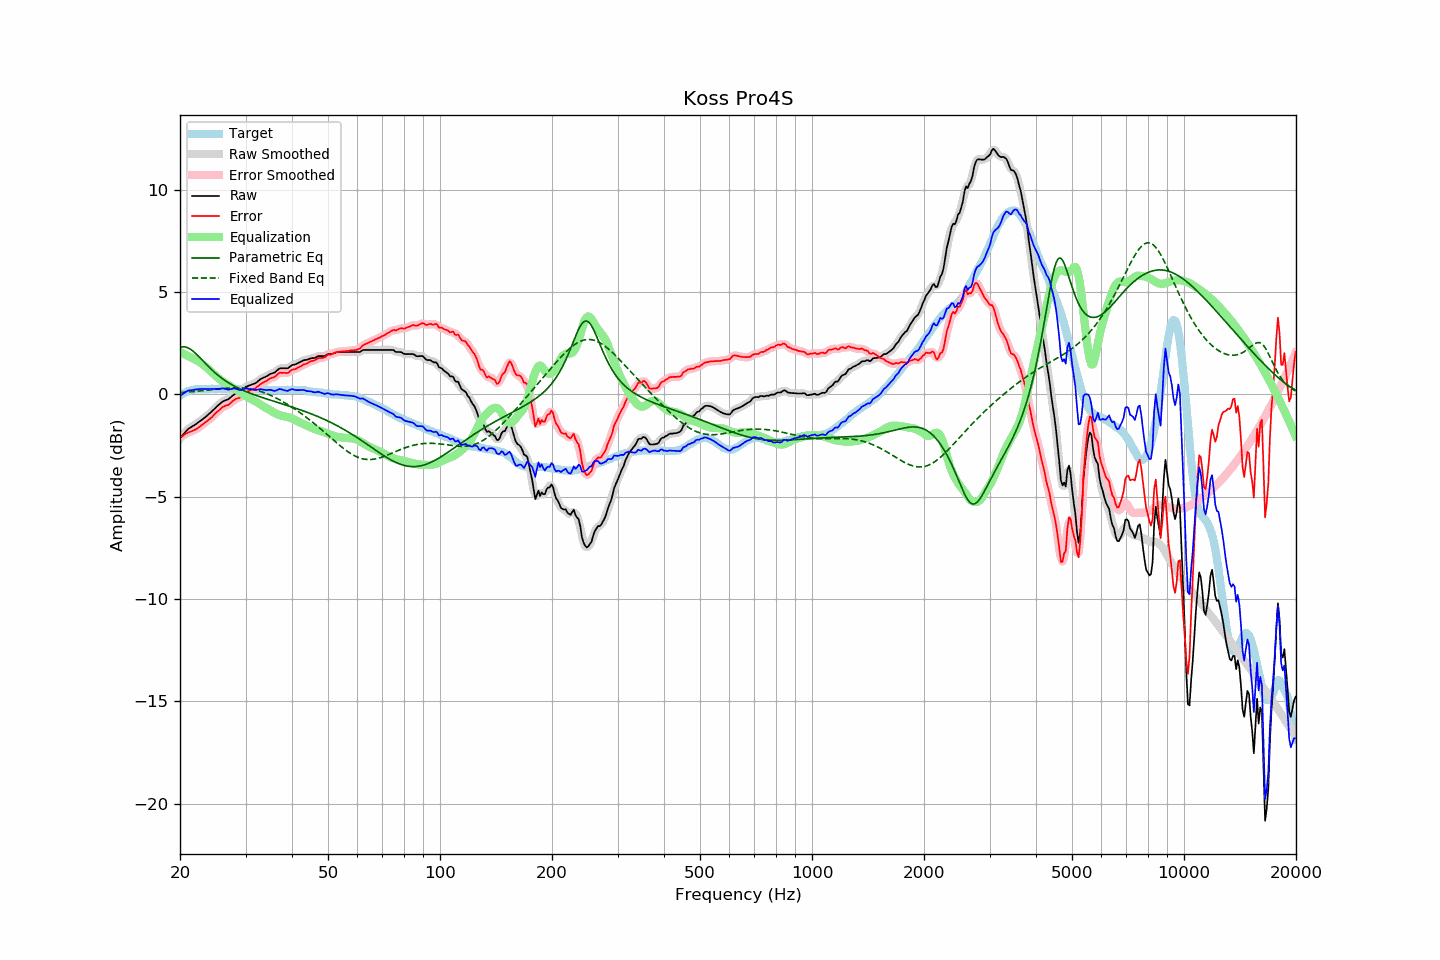 Koss Pro4S
Target
Raw Smoothed
Error Smoothed
Raw
Error
Equalization
Parametric Eq
Fixed Band Eq
Equalized
10
5
0
−5
−10
−15
−20
Amplitude (dBr)
20 50 100 200 500 1000 2000 5000 10000 20000
Frequency (Hz)